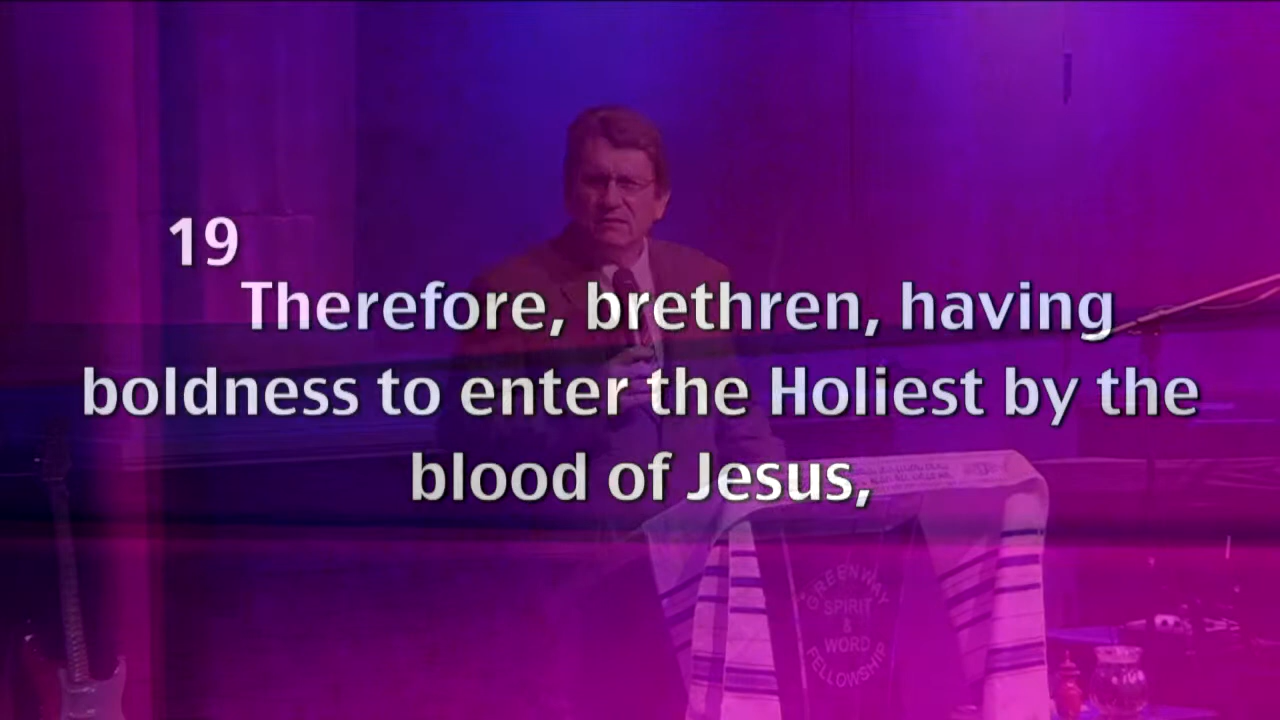 19
Therefore, brethren, having
boldness to enter the Holiest by the
blood of Jesus,
GREENWAY
SPIRIT
&
WORD
FELLOWSHIP